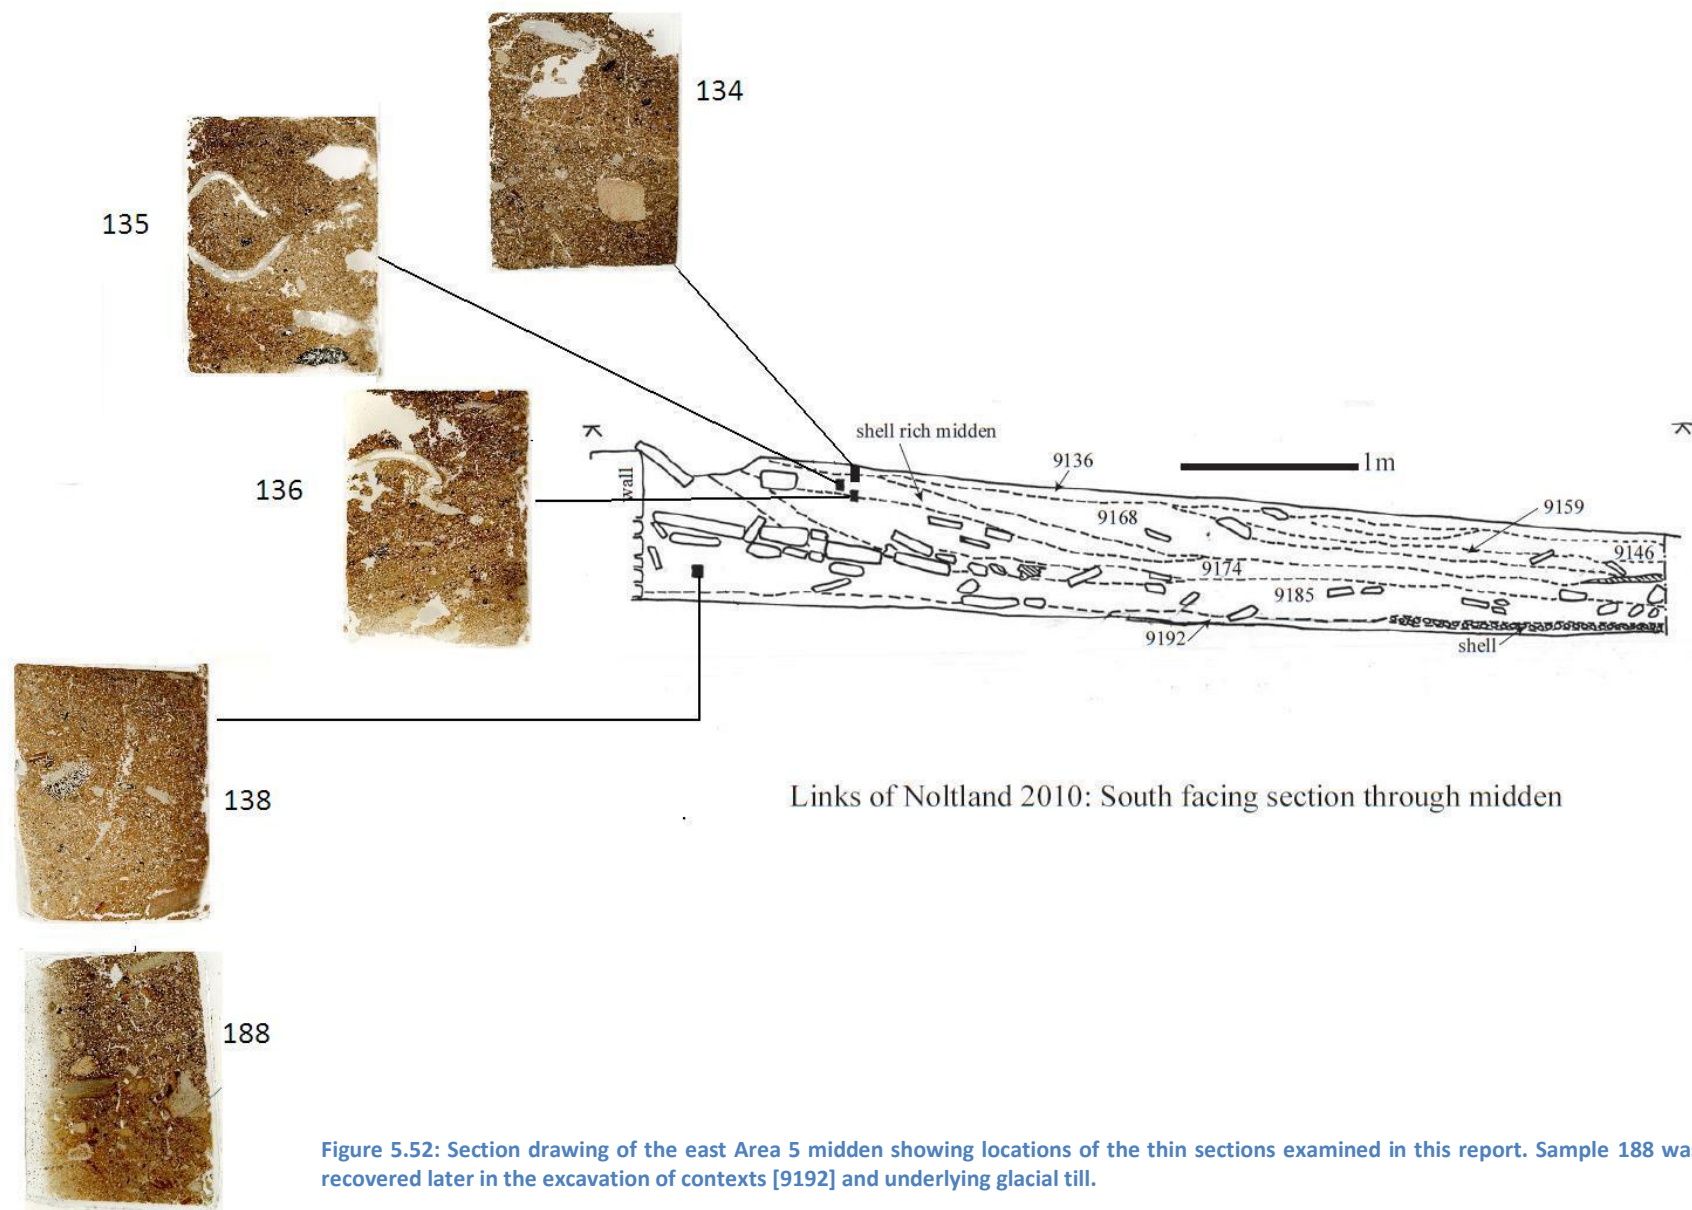 134
135
136
138
188
K
wall
shell rich midden
9136
1m
9168
9159
9146
9174
9185
9192
shell
K
Links of Noltland 2010: South facing section through midden
Figure 5.52: Section drawing of the east Area 5 midden showing locations of the thin sections examined in this report. Sample 188 wa
recovered later in the excavation of contexts [9192] and underlying glacial till.